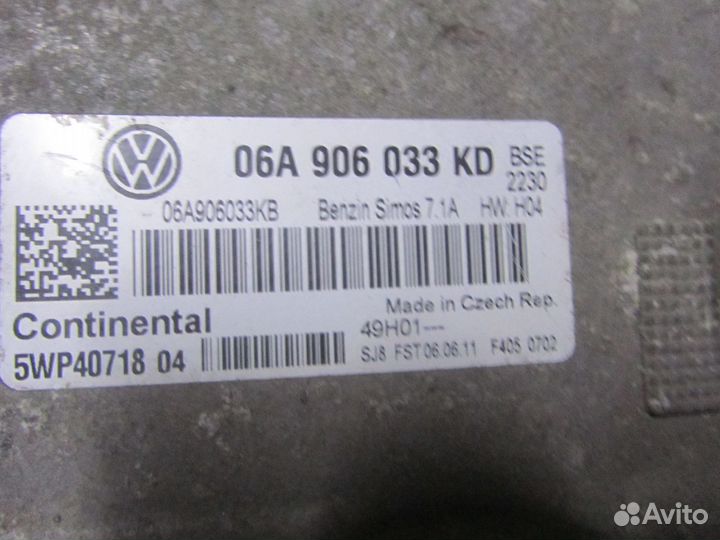 06A 906 033 KD BSE
2230
06A906033KB Benzin Simos 7.1A HW: H04
Made in Czech Rep.
Continental 49H01---
5WP40718 04 SJ8 FST 06.06.11 F405 0702
Avito